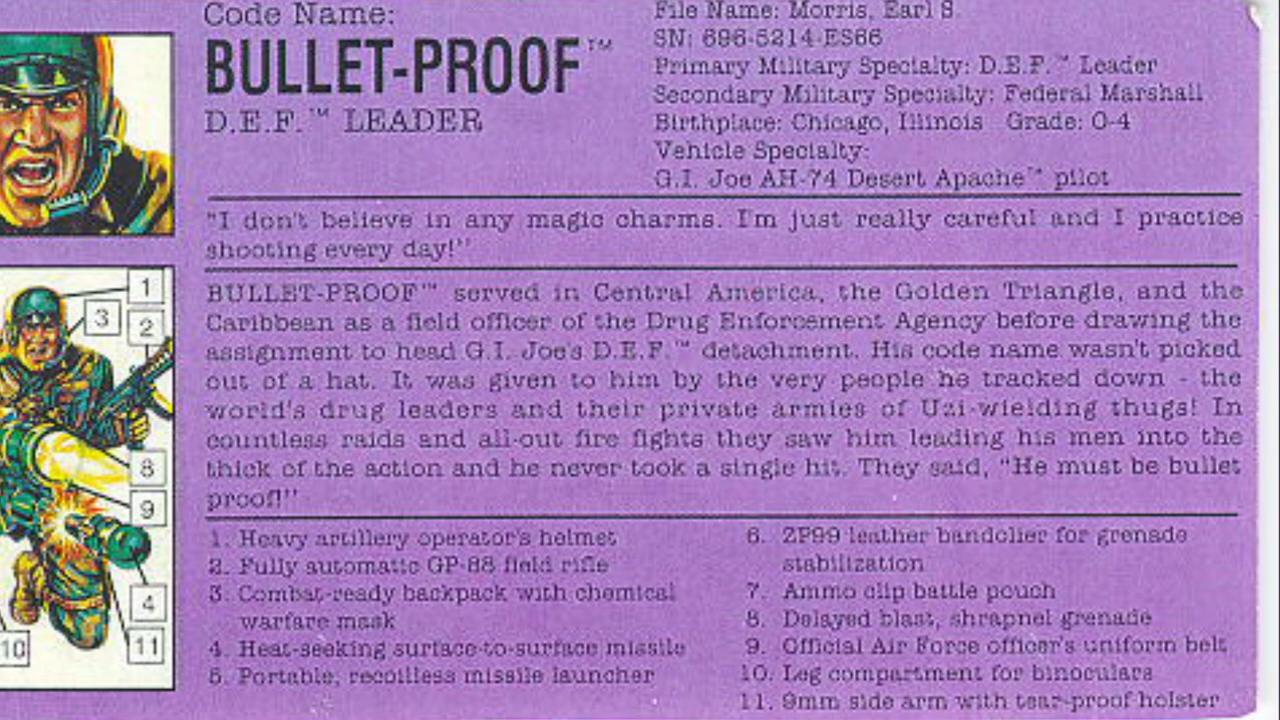 Code Name:
BULLET-PROOF™
D.E.F.™ LEADER
File Name: Morris, Earl S.
SN: 696-5214-ES66
Primary Military Specialty: D.E.F.™ Leader
Secondary Military Specialty: Federal Marshall
Birthplace: Chicago, Illinois Grade: O-4
Vehicle Specialty:
G.I. Joe AH-74 Desert Apache™ pilot
"I don't believe in any magic charms. I'm just really careful and I practice
shooting every day!"
BULLET-PROOF™ served in Central America, the Golden Triangle, and the
Caribbean as a field officer of the Drug Enforcement Agency before drawing the
assignment to head G.I. Joe's D.E.F.™ detachment. His code name wasn't picked
out of a hat. It was given to him by the very people he tracked down - the
world's drug leaders and their private armies of Uzi-wielding thugs! In
countless raids and all-out fire fights they saw him leading his men into the
thick of the action and he never took a single hit. They said, "He must be bullet
proof!"
1
3
2
8
9
4
10
11
1. Heavy artillery operator's helmet
2. Fully automatic GP-88 field rifle
3. Combat-ready backpack with chemical
warfare mask
4. Heat-seeking surface-to-surface missile
5. Portable, recoilless missile launcher
6. ZP99 leather bandolier for grenade
stabilization
7. Ammo clip battle pouch
8. Delayed blast, shrapnel grenade
9. Official Air Force officer's uniform belt
10. Leg compartment for binoculars
11. 9mm side arm with tear-proof holster